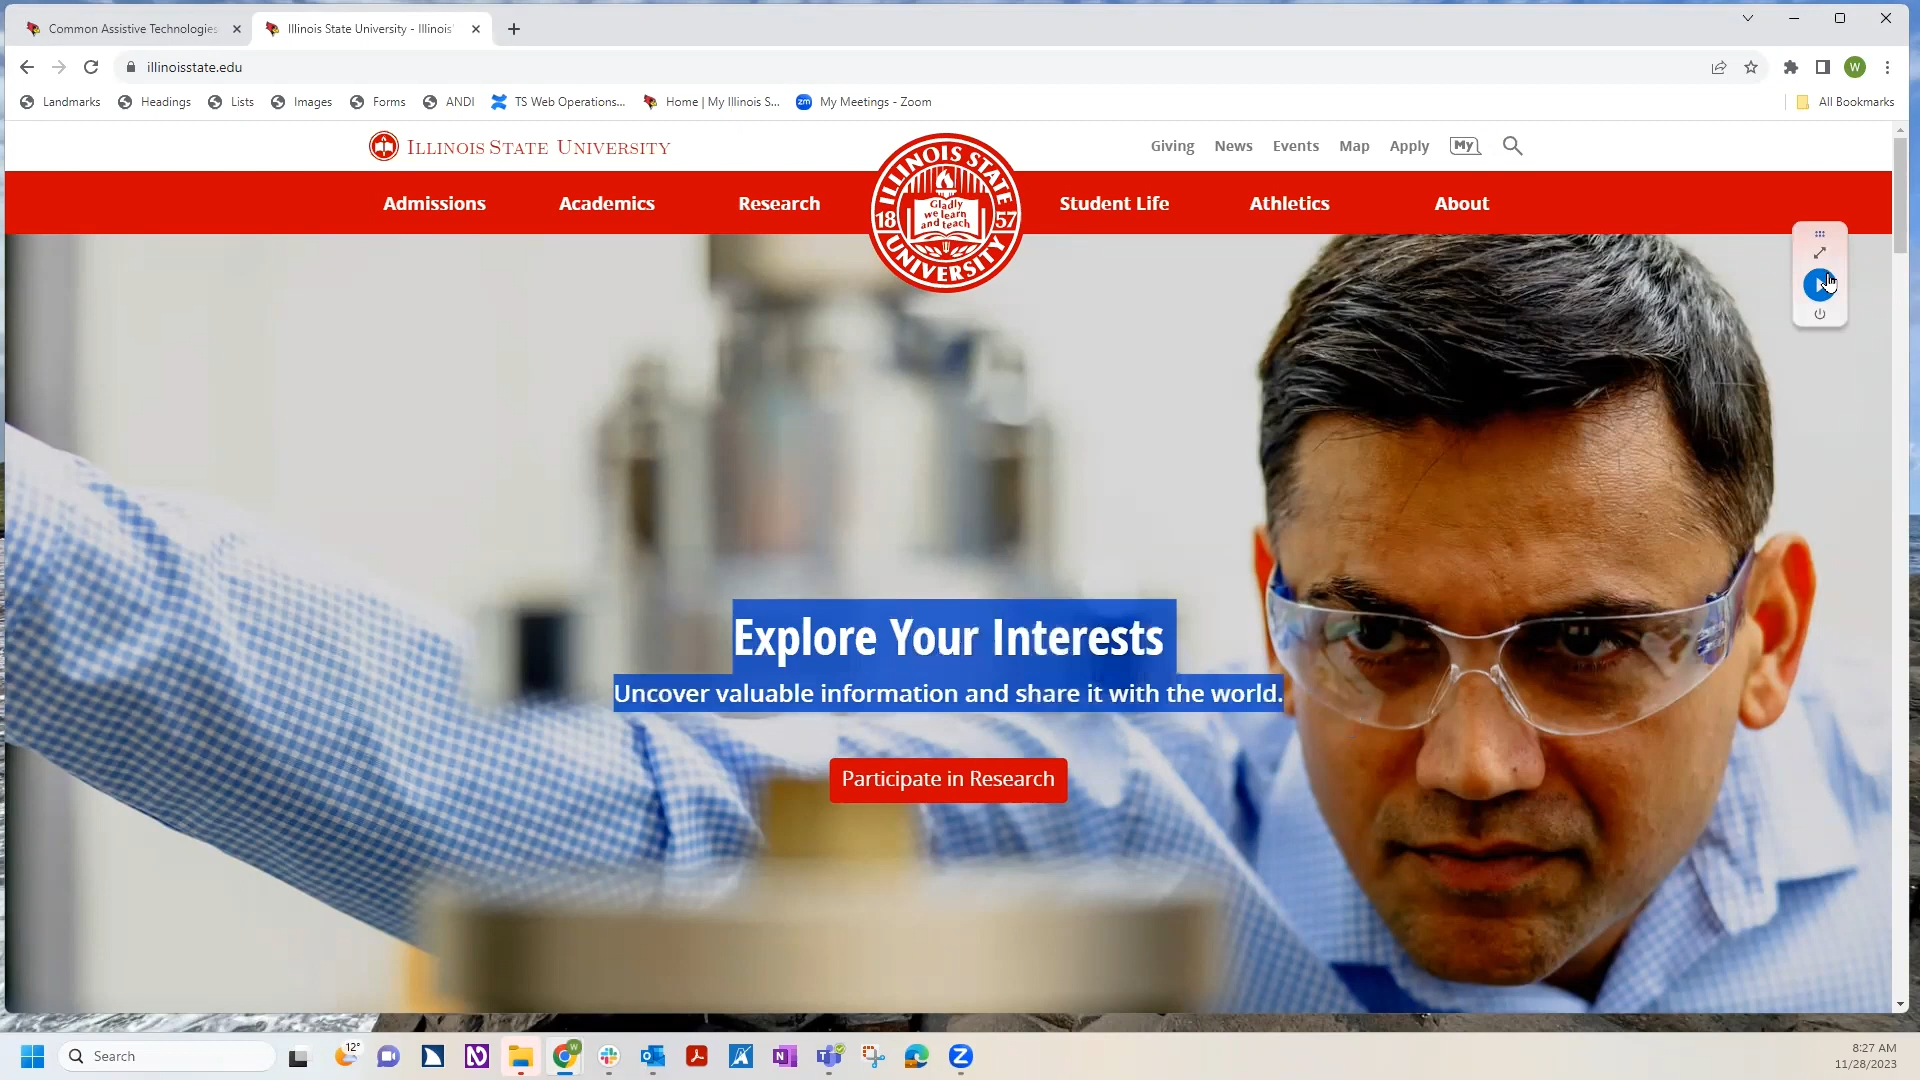 Common Assistive Technologies
Illinois State University - Illinois
illinoisstate.edu
W
Landmarks
Headings
Lists
Images
Forms
ANDI
TS Web Operations...
Home | My Illinois S...
zm
My Meetings - Zoom
All Bookmarks
ILLINOIS STATE UNIVERSITY
Giving
News
Events
Map
Apply
My
Admissions
Academics
Research
ILLINOIS STATE
18
Gladly
we learn
and teach
57
UNIVERSITY
Student Life
Athletics
About
Explore Your Interests
Uncover valuable information and share it with the world.
Participate in Research
Search
12°
8:27 AM
11/28/2023